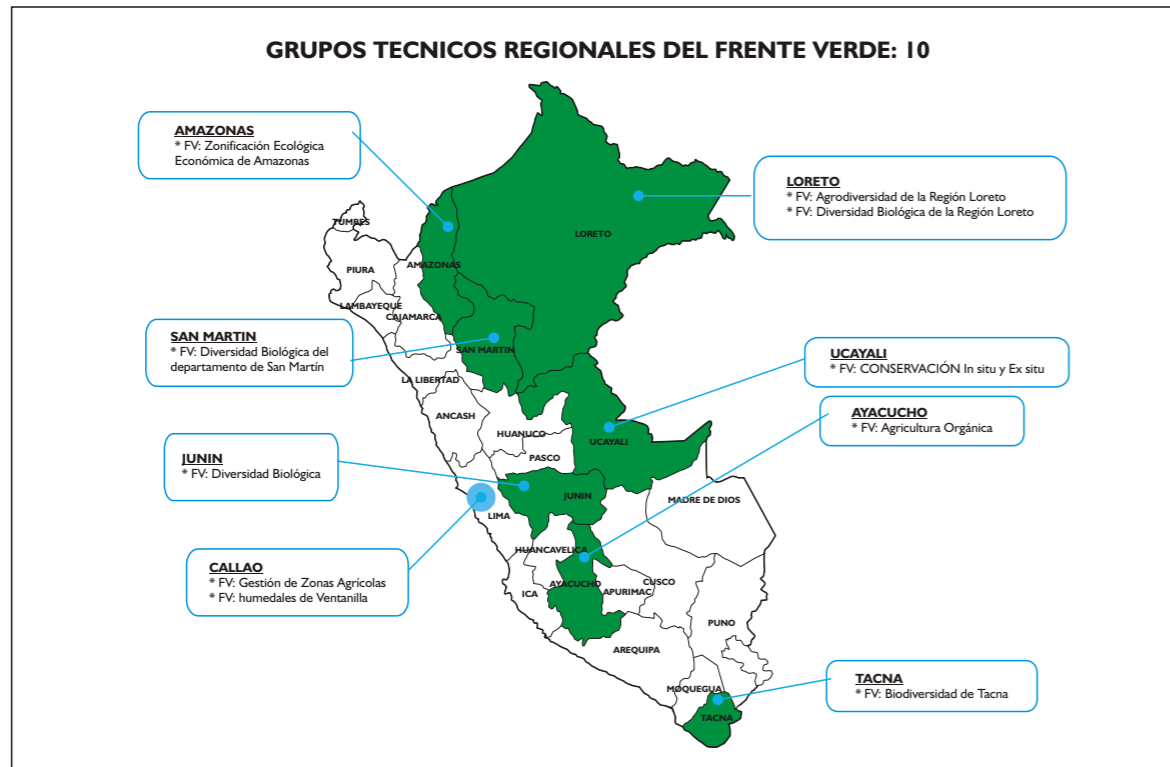 GRUPOS TECNICOS REGIONALES DEL FRENTE VERDE: 10
AMAZONAS
* FV: Zonificación Ecológica
Económica de Amazonas
LORETO
* FV: Agrodiversidad de la Región Loreto
* FV: Diversidad Biológica de la Región Loreto
SAN MARTIN
* FV: Diversidad Biológica del
departamento de San Martín
UCAYALI
* FV: CONSERVACIÓN In situ y Ex situ
AYACUCHO
* FV: Agricultura Orgánica
JUNIN
* FV: Diversidad Biológica
CALLAO
* FV: Gestión de Zonas Agrícolas
* FV: humedales de Ventanilla
TACNA
* FV: Biodiversidad de Tacna
TUMBES
PIURA
LAMBAYEQUE
CAJAMARCA
AMAZONAS
LORETO
SAN MARTIN
LA LIBERTAD
ANCASH
HUANUCO
UCAYALI
PASCO
JUNIN
LIMA
MADRE DE DIOS
HUANCAVELICA
AYACUCHO
ICA
APURIMAC
CUSCO
PUNO
AREQUIPA
MOQUEGUA
TACNA